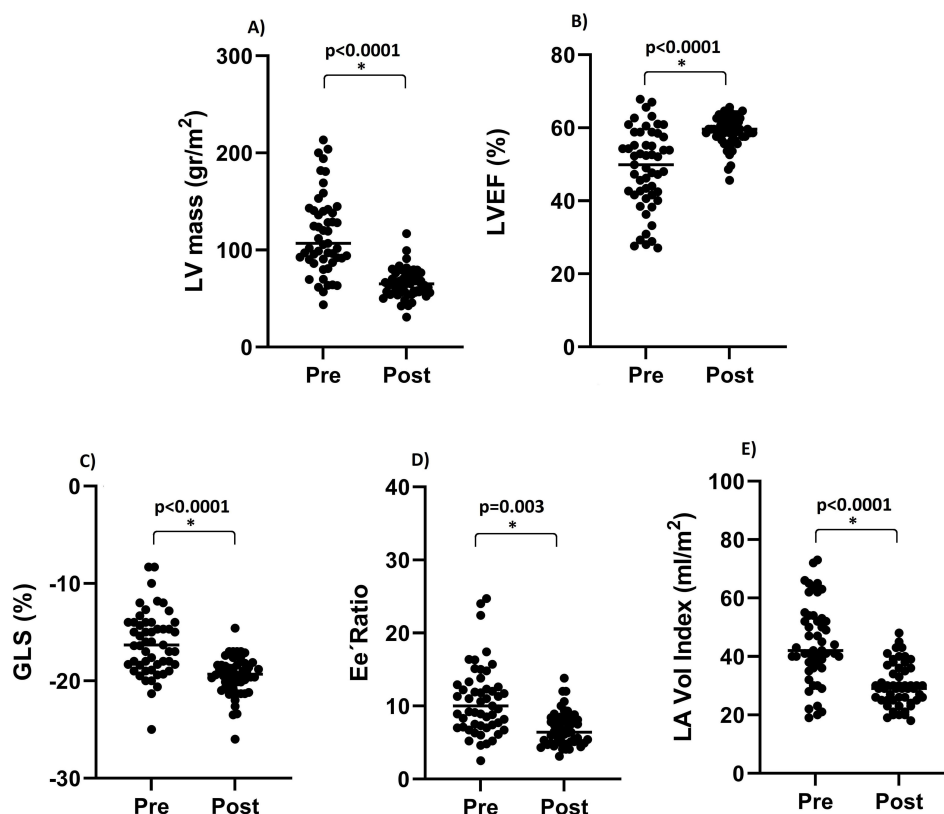 A)
p<0.0001
*
LV mass (gr/m²)
300
200
100
0
Pre Post
B)
p<0.0001
*
LVEF (%)
80
60
40
20
0
Pre Post
C)
p<0.0001
*
GLS (%)
0
-10
-20
-30
Pre Post
D)
p=0.003
*
Ee´Ratio
40
30
20
10
0
Pre Post
E)
p<0.0001
*
LA Vol Index (ml/m²)
100
80
60
40
20
0
Pre Post